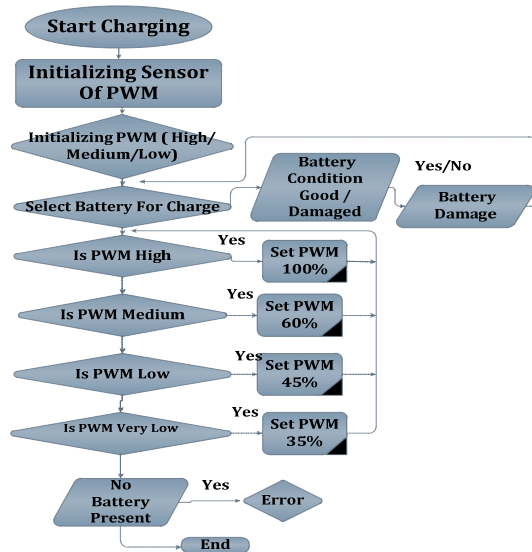 Start Charging
Initializing Sensor
Of PWM
Initializing PWM ( High/
Medium/Low)
Select Battery For Charge
Battery
Condition
Good /
Damaged
Yes/No
Battery
Damage
Is PWM High
Yes
Set PWM
100%
Is PWM Medium
Yes
Set PWM
60%
Is PWM Low
Yes
Set PWM
45%
Is PWM Very Low
Yes
Set PWM
35%
No
Battery
Present
Yes
Error
End